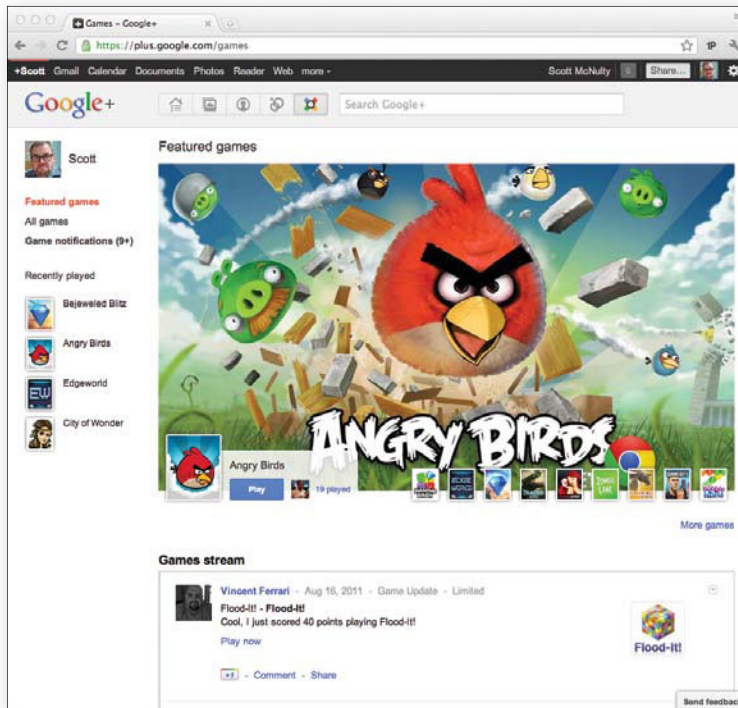 Games - Google+
https://plus.google.com/games
1P
+Scott Gmail Calendar Documents Photos Reader Web more
Scott McNulty
0
Share...
Google+
Search Google+
Scott
Featured games
All games
Game notifications (9+)
Recently played
Bejeweled Blitz
Angry Birds
Edgeworld
EW
City of Wonder
Featured games
ANGRY BIRDS
Angry Birds
Play
19 played
More games
Games stream
Vincent Ferrari - Aug 16, 2011 - Game Update - Limited
Flood-It! - Flood-It!
Cool, I just scored 40 points playing Flood-It!
Play now
Flood-It!
+1 - Comment - Share
Send feedbac